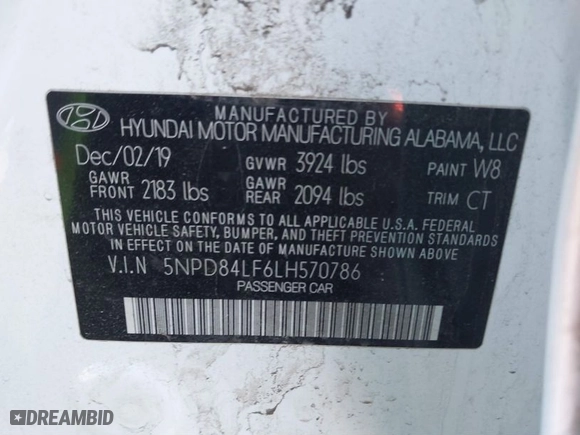 MANUFACTURED BY
HYUNDAI MOTOR MANUFACTURING ALABAMA, LLC
Dec/02/19 GVWR 3924 lbs PAINT W8
GAWR FRONT 2183 lbs GAWR REAR 2094 lbs TRIM CT
THIS VEHICLE CONFORMS TO ALL APPLICABLE U.S.A. FEDERAL
MOTOR VEHICLE SAFETY, BUMPER, AND THEFT PREVENTION STANDARDS
IN EFFECT ON THE DATE OF MANUFACTURE SHOWN ABOVE.
V.I.N 5NPD84LF6LH570786
PASSENGER CAR
DREAMBID